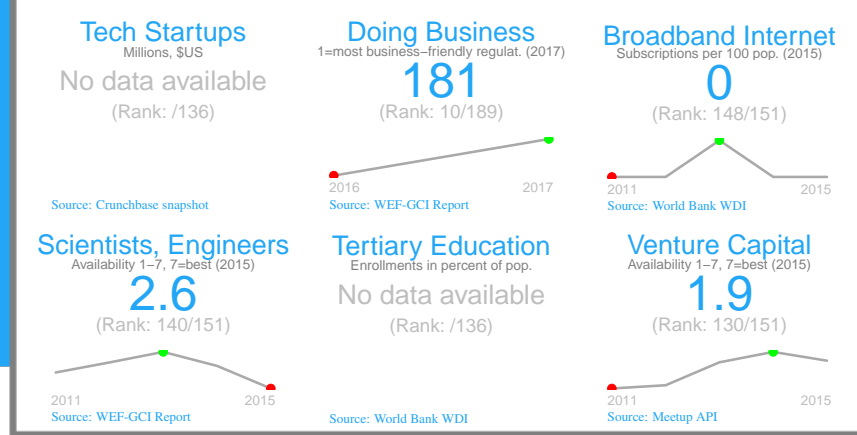 Tech Startups
Millions, $US
No data available
(Rank: /136)
Source: Crunchbase snapshot
Doing Business
1=most business−friendly regulat. (2017)
181
(Rank: 10/189)
2016 2017
Source: WEF-GCI Report
Broadband Internet
Subscriptions per 100 pop. (2015)
0
(Rank: 148/151)
2011 2015
Source: World Bank WDI
Scientists, Engineers
Availability 1−7, 7=best (2015)
2.6
(Rank: 140/151)
2011 2015
Source: WEF-GCI Report
Tertiary Education
Enrollments in percent of pop.
No data available
(Rank: /136)
Source: World Bank WDI
Venture Capital
Availability 1−7, 7=best (2015)
1.9
(Rank: 130/151)
2011 2015
Source: Meetup API